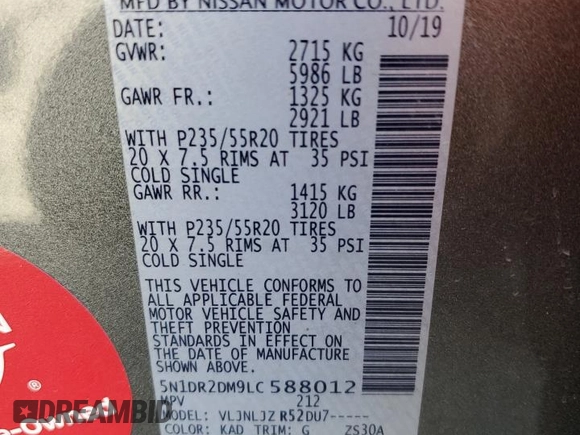 MFD BY NISSAN MOTOR CO., LTD.
DATE: 10/19
GVWR: 2715 KG
5986 LB
GAWR FR.: 1325 KG
2921 LB
WITH P235/55R20 TIRES
20 X 7.5 RIMS AT 35 PSI
COLD SINGLE
GAWR RR.: 1415 KG
3120 LB
WITH P235/55R20 TIRES
20 X 7.5 RIMS AT 35 PSI
COLD SINGLE
THIS VEHICLE CONFORMS TO
ALL APPLICABLE FEDERAL
MOTOR VEHICLE SAFETY AND
THEFT PREVENTION
STANDARDS IN EFFECT ON
THE DATE OF MFR.
5N1DR2DM9LC588012
MPV 212
MODEL: VLJNLJZ R52DU7-----
COLOR: KAD TRIM: G ZS30A
DREAMBID
.COM